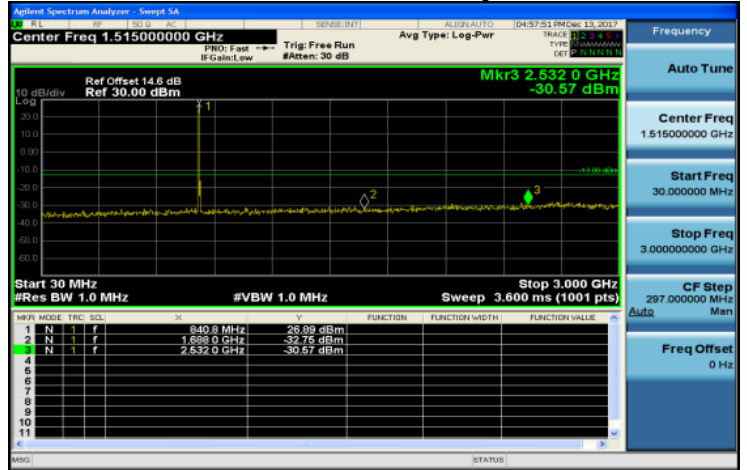 Agilent Spectrum Analyzer - Swept SA
LXI RL RF 50 Ω AC SENSE:INT ALIGNAUTO 04:57:51 PM Dec 13, 2017
Center Freq 1.515000000 GHz
PNO: Fast
IFGain:Low
Trig: Free Run
#Atten: 30 dB
Avg Type: Log-Pwr
TRACE 1 2 3 4 5 6
TYPE M WWWWW
DET P NNNNN
Ref Offset 14.6 dB
10 dB/div Ref 30.00 dBm
Log
Mkr3 2.532 0 GHz
-30.57 dBm
20.0
10.0
0.00
-10.0
-20.0
-30.0
-40.0
-50.0
-60.0
1
2
3
-13.00 dBm
Start 30 MHz Stop 3.000 GHz
#Res BW 1.0 MHz #VBW 1.0 MHz Sweep 3.600 ms (1001 pts)
MKR MODE TRC SCL X Y FUNCTION FUNCTION WIDTH FUNCTION VALUE
1 N 1 f 840.8 MHz 26.89 dBm
2 N 1 f 1.688 0 GHz -32.75 dBm
3 N 1 f 2.532 0 GHz -30.57 dBm
4
5
6
7
8
9
10
11
MSG STATUS
Frequency
Auto Tune
Center Freq
1.515000000 GHz
Start Freq
30.000000 MHz
Stop Freq
3.000000000 GHz
CF Step
297.000000 MHz
Auto Man
Freq Offset
0 Hz